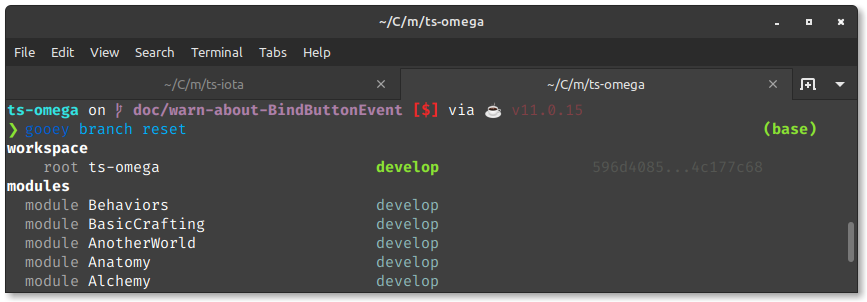 ~/C/m/ts-omega
File Edit View Search Terminal Tabs Help
~/C/m/ts-iota × ~/C/m/ts-omega ×
ts-omega on doc/warn-about-BindButtonEvent [$] via ☕ v11.0.15
❯ gooey branch reset (base)
workspace
root ts-omega develop 596d4085...4c177c68
modules
module Behaviors develop
module BasicCrafting develop
module AnotherWorld develop
module Anatomy develop
module Alchemy develop